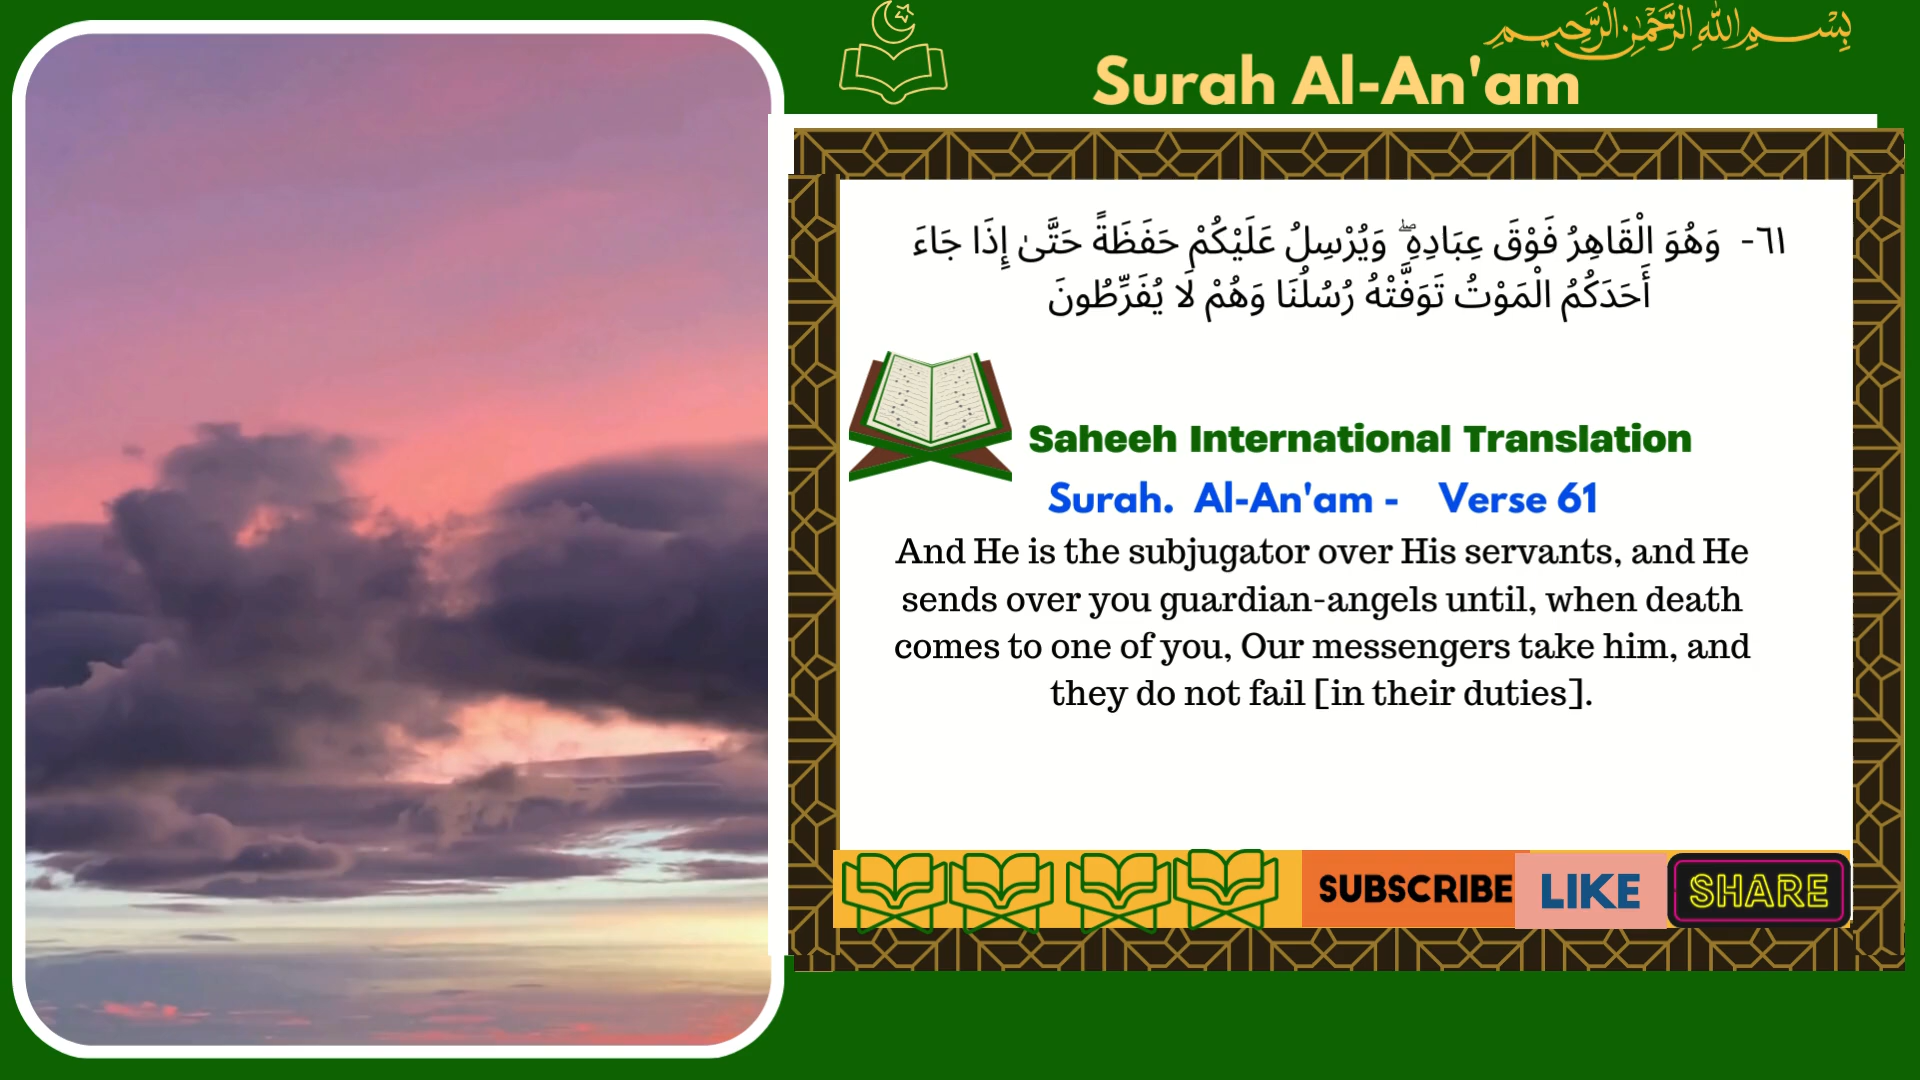 بِسْمِ اللهِ الرَّحْمٰنِ الرَّحِيمِ
Surah Al-An'am
٦١- وَهُوَ الْقَاهِرُ فَوْقَ عِبَادِهِ ۖ وَيُرْسِلُ عَلَيْكُمْ حَفَظَةً حَتَّىٰ إِذَا جَاءَ
أَحَدَكُمُ الْمَوْتُ تَوَفَّتْهُ رُسُلُنَا وَهُمْ لَا يُفَرِّطُونَ
Saheeh International Translation
Surah. Al-An'am - Verse 61
And He is the subjugator over His servants, and He
sends over you guardian-angels until, when death
comes to one of you, Our messengers take him, and
they do not fail [in their duties].
SUBSCRIBE LIKE SHARE